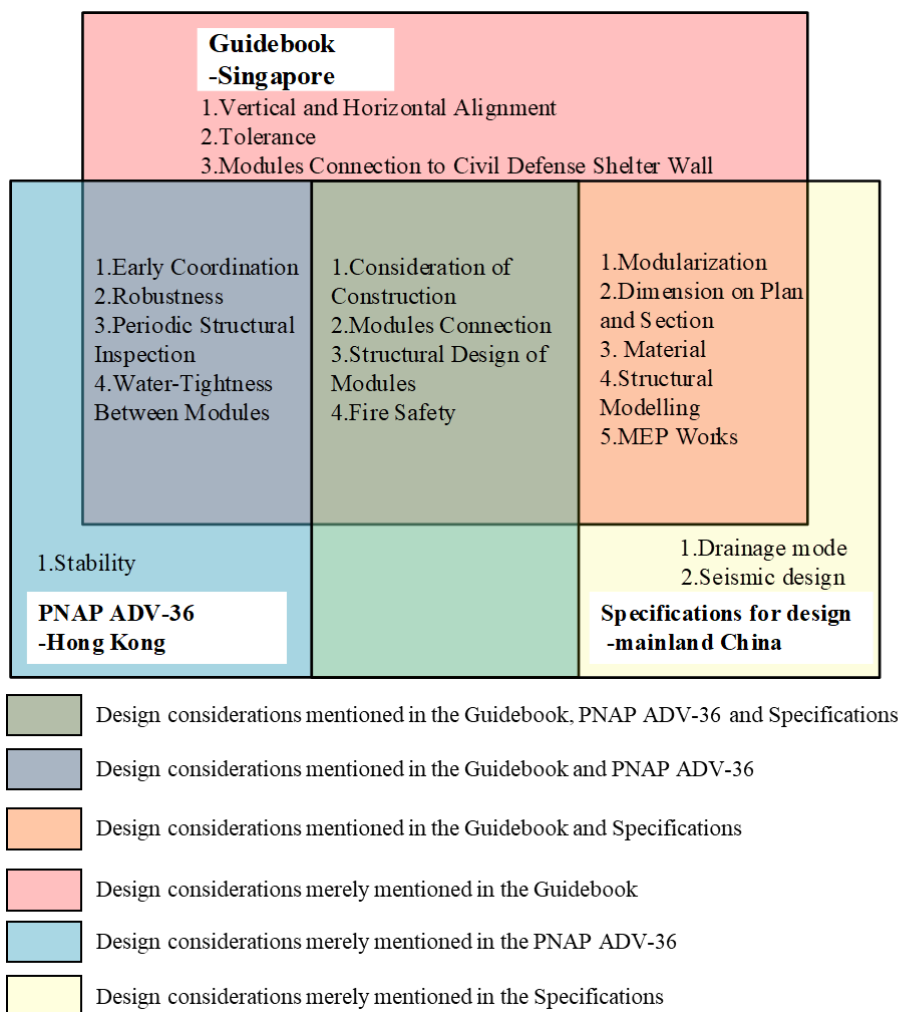 Guidebook
-Singapore
1.Vertical and Horizontal Alignment
2.Tolerance
3.Modules Connection to Civil Defense Shelter Wall
1.Early Coordination
2.Robustness
3.Periodic Structural
Inspection
4.Water-Tightness
Between Modules
1.Consideration of
Construction
2.Modules Connection
3.Structural Design of
Modules
4.Fire Safety
1.Modularization
2.Dimension on Plan
and Section
3. Material
4.Structural
Modelling
5.MEP Works
1.Stability
PNAP ADV-36
-Hong Kong
1.Drainage mode
2.Seismic design
Specifications for design
-mainland China
Design considerations mentioned in the Guidebook, PNAP ADV-36 and Specifications
Design considerations mentioned in the Guidebook and PNAP ADV-36
Design considerations mentioned in the Guidebook and Specifications
Design considerations merely mentioned in the Guidebook
Design considerations merely mentioned in the PNAP ADV-36
Design considerations merely mentioned in the Specifications